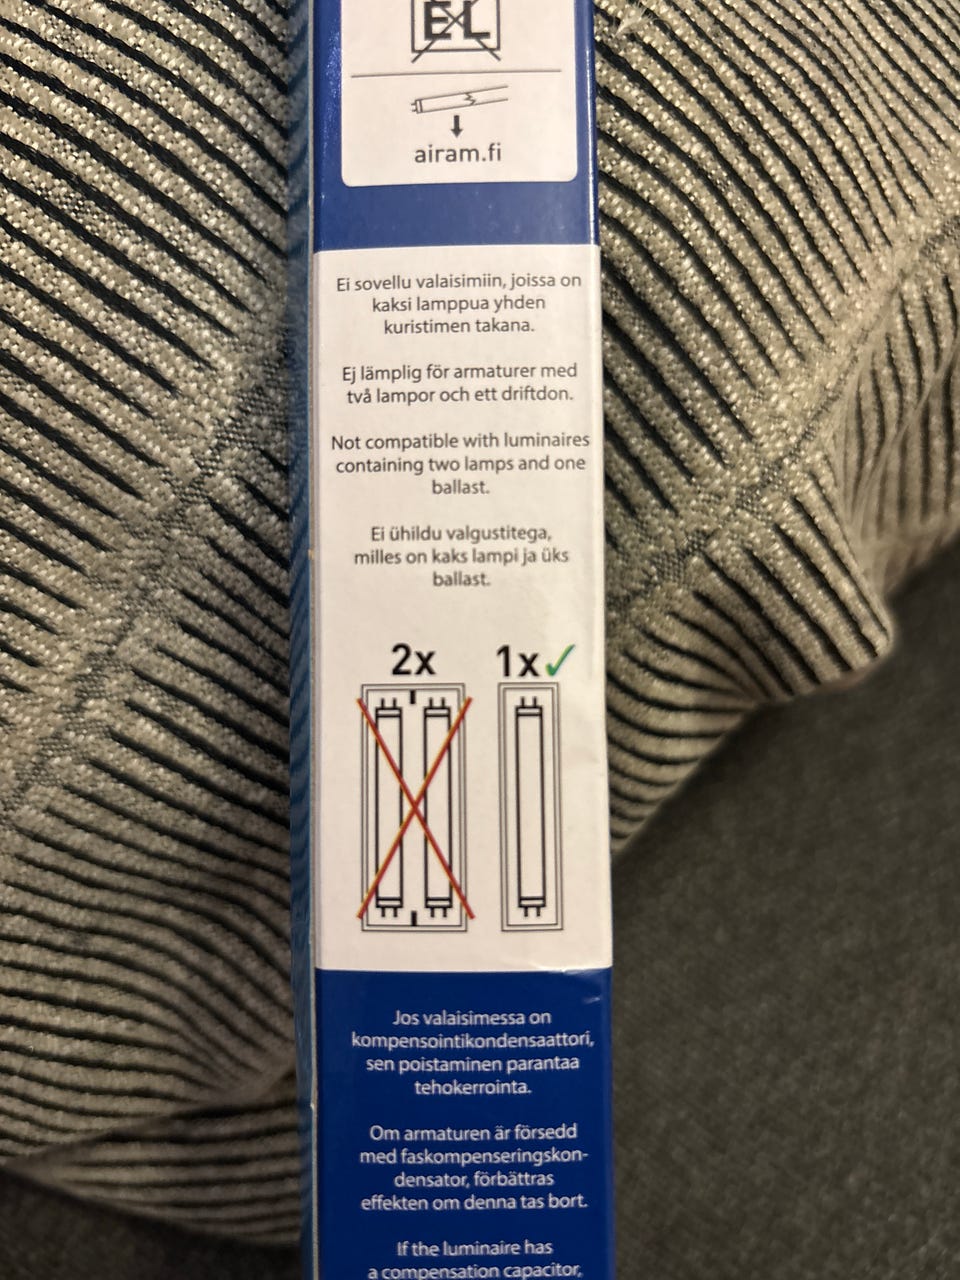 airam.fi
Ei sovellu valaisimiin, joissa on
kaksi lamppua yhden
kuristimen takana.
Ej lämplig för armaturer med
två lampor och ett driftdon.
Not compatible with luminaires
containing two lamps and one
ballast.
Ei ühildu valgustitega,
milles on kaks lampi ja üks
ballast.
2x 1x✓
Jos valaisimessa on
kompensointikondensaattori,
sen poistaminen parantaa
tehokerrointa.
Om armaturen är försedd
med faskompenseringskon-
densator, förbättras
effekten om denna tas bort.
If the luminaire has
a compensation capacitor,